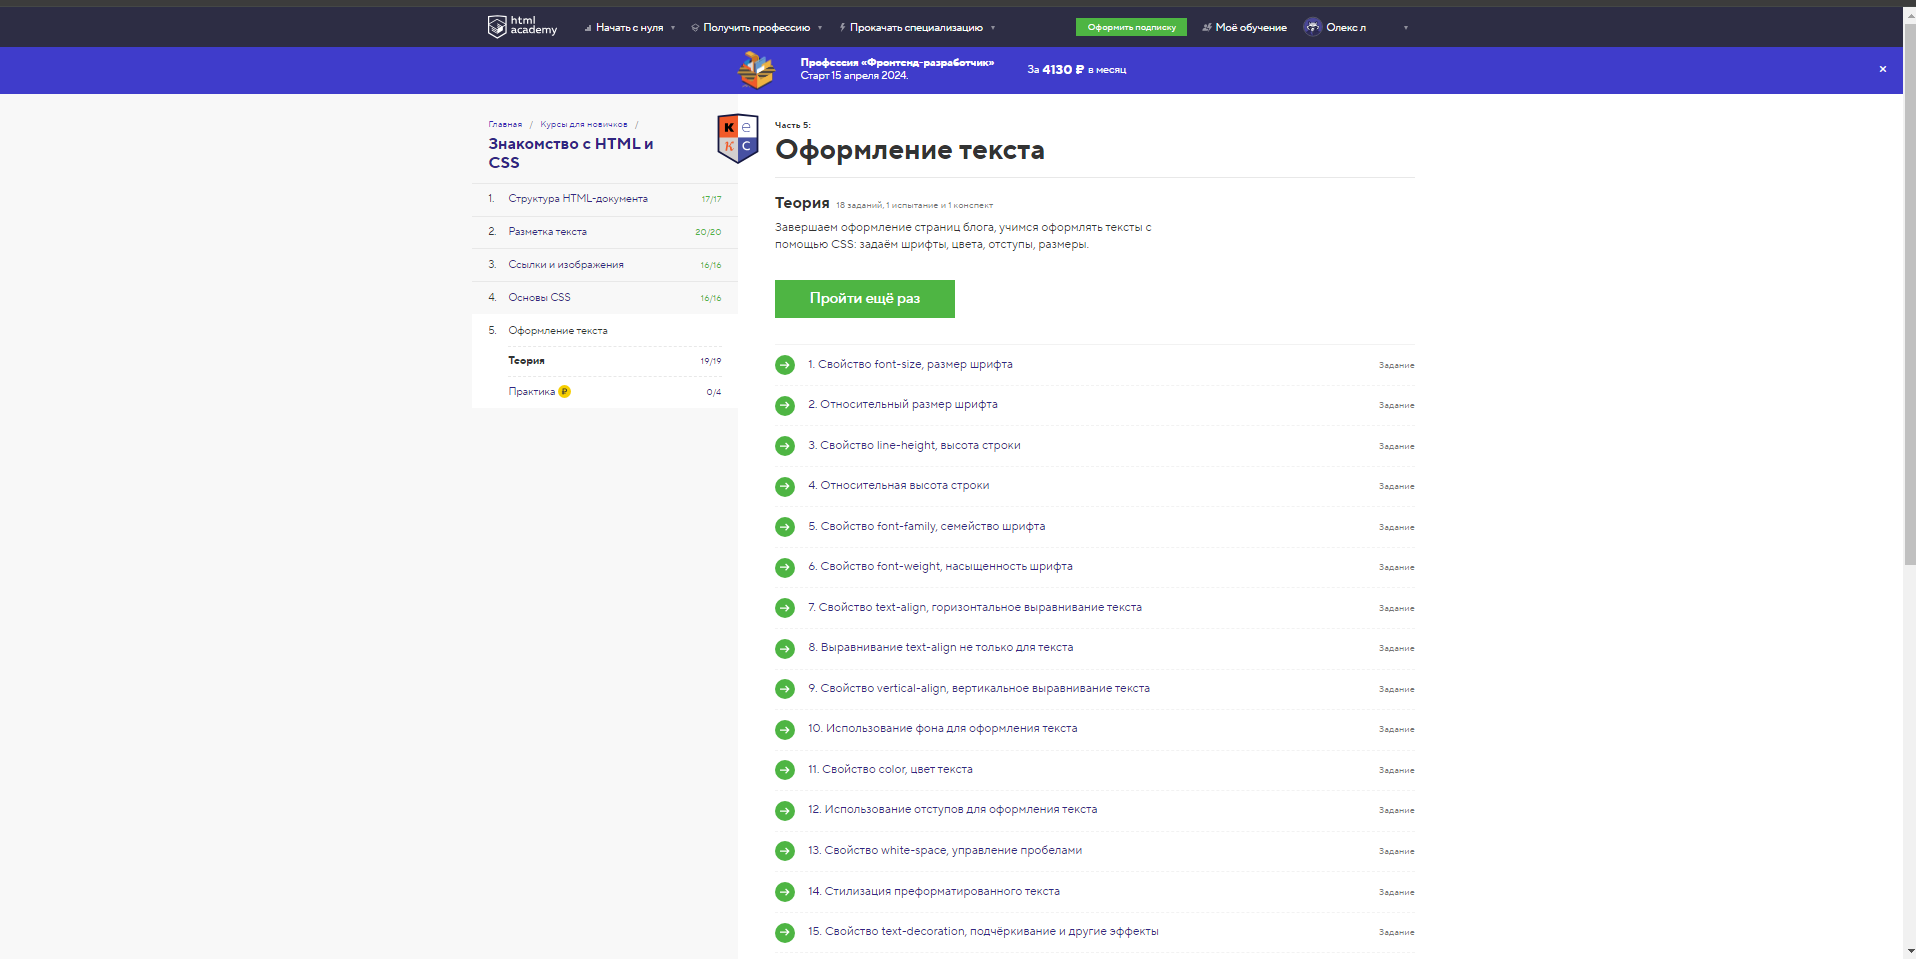 html academy
Начать с нуля
Получить профессию
Прокачать специализацию
Оформить подписку
Моё обучение
Олекс л
Профессия «Фронтенд-разработчик»
Старт 15 апреля 2024.
За 4130 ₽ в месяц
×
Главная / Курсы для новичков /
Знакомство с HTML и
CSS
1. Структура HTML-документа 17/17
2. Разметка текста 20/20
3. Ссылки и изображения 16/16
4. Основы CSS 16/16
5. Оформление текста
Теория 19/19
Практика ₽ 0/4
к е
к с
Часть 5:
Оформление текста
Теория 18 заданий, 1 испытание и 1 конспект
Завершаем оформление страниц блога, учимся оформлять тексты с
помощью CSS: задаём шрифты, цвета, отступы, размеры.
Пройти ещё раз
1. Свойство font-size, размер шрифта Задание
2. Относительный размер шрифта Задание
3. Свойство line-height, высота строки Задание
4. Относительная высота строки Задание
5. Свойство font-family, семейство шрифта Задание
6. Свойство font-weight, насыщенность шрифта Задание
7. Свойство text-align, горизонтальное выравнивание текста Задание
8. Выравнивание text-align не только для текста Задание
9. Свойство vertical-align, вертикальное выравнивание текста Задание
10. Использование фона для оформления текста Задание
11. Свойство color, цвет текста Задание
12. Использование отступов для оформления текста Задание
13. Свойство white-space, управление пробелами Задание
14. Стилизация преформатированного текста Задание
15. Свойство text-decoration, подчёркивание и другие эффекты Задание